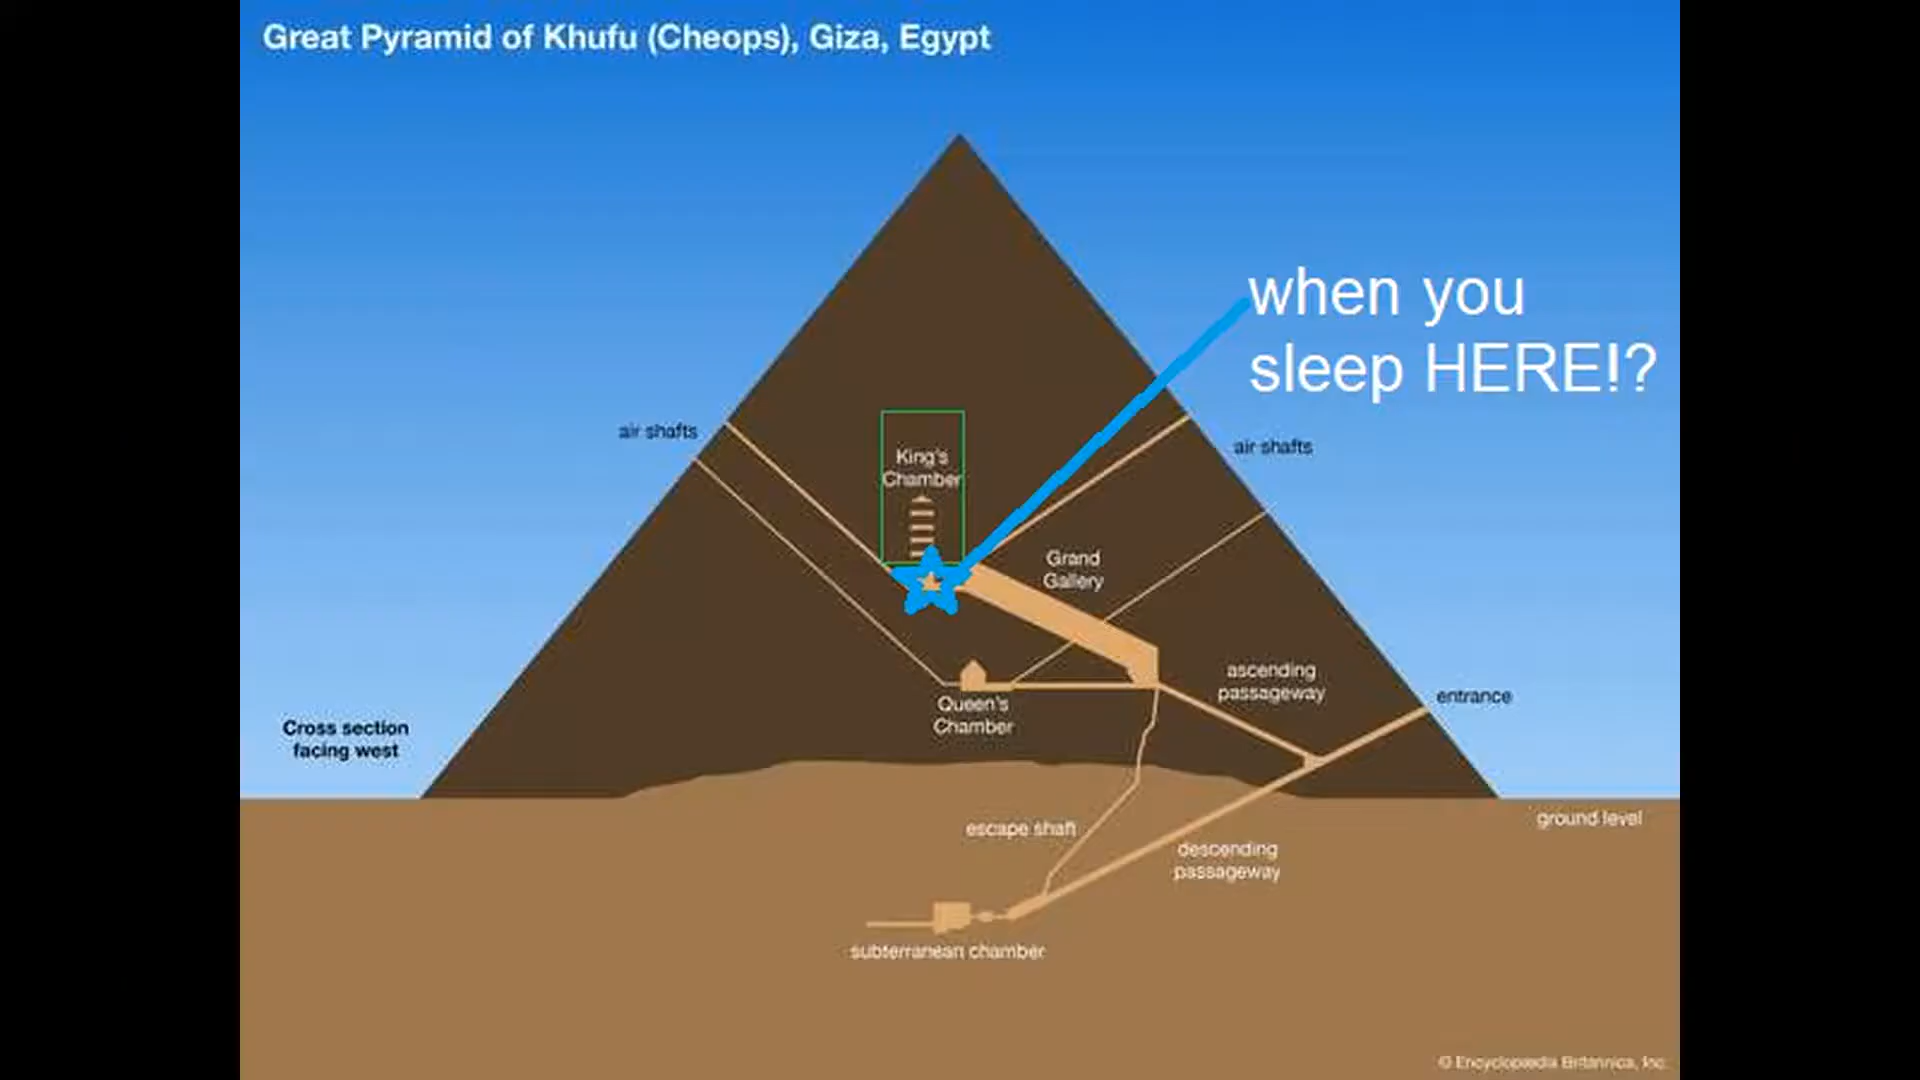 Great Pyramid of Khufu (Cheops), Giza, Egypt
when you
sleep HERE!?
air shafts
air shafts
King's
Chamber
Grand
Gallery
ascending
passageway
entrance
Queen's
Chamber
Cross section
facing west
ground level
escape shaft
descending
passageway
subterranean chamber
© Encyclopædia Britannica, Inc.